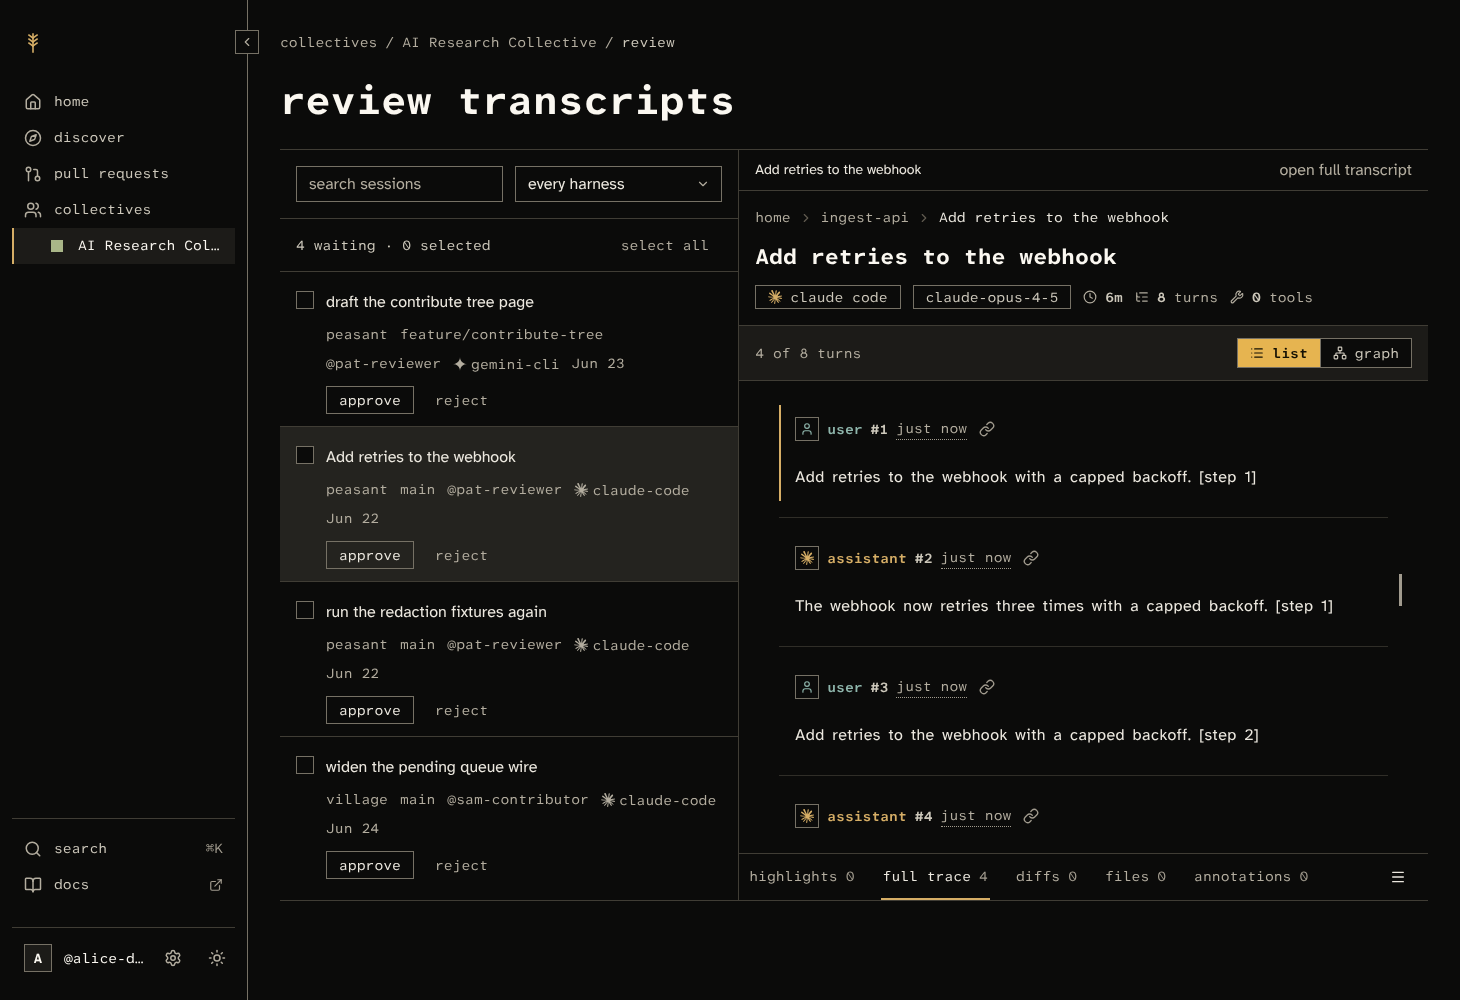 home
discover
pull requests
collectives
AI Research Col…
search ⌘K
docs
A @alice-d…
collectives / AI Research Collective / review
review transcripts
search sessions
every harness
4 waiting · 0 selected
select all
draft the contribute tree page
peasant feature/contribute-tree
@pat-reviewer gemini-cli Jun 23
approve reject
Add retries to the webhook
peasant main @pat-reviewer claude-code
Jun 22
approve reject
run the redaction fixtures again
peasant main @pat-reviewer claude-code
Jun 22
approve reject
widen the pending queue wire
village main @sam-contributor claude-code
Jun 24
approve reject
Add retries to the webhook
open full transcript
home > ingest-api > Add retries to the webhook
Add retries to the webhook
claude code claude-opus-4-5 6m 8 turns 0 tools
4 of 8 turns
list graph
user #1 just now
Add retries to the webhook with a capped backoff. [step 1]
assistant #2 just now
The webhook now retries three times with a capped backoff. [step 1]
user #3 just now
Add retries to the webhook with a capped backoff. [step 2]
assistant #4 just now
highlights 0 full trace 4 diffs 0 files 0 annotations 0